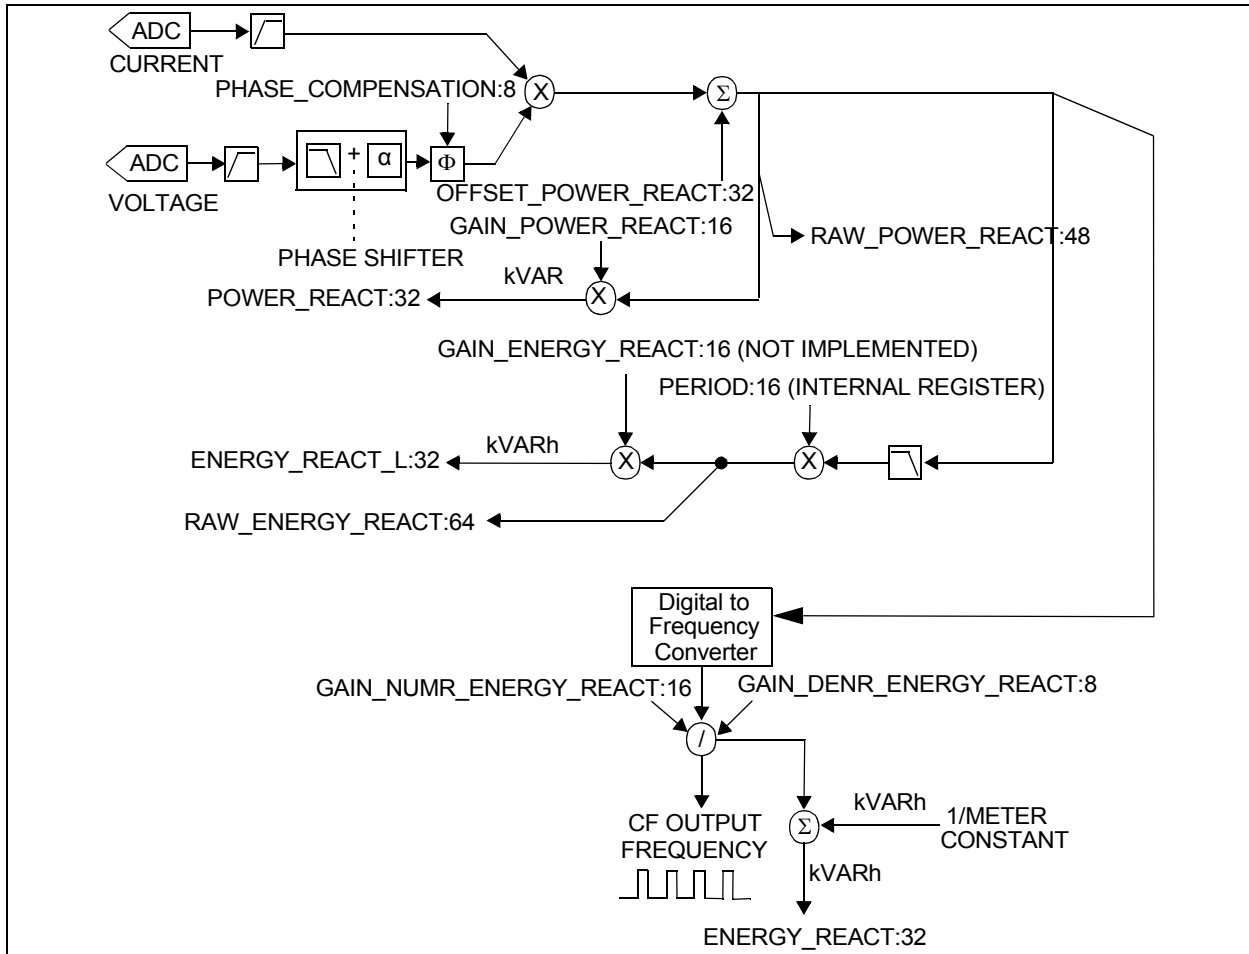 ADC
CURRENT
PHASE_COMPENSATION:8
X
Σ
ADC
+
α
Φ
VOLTAGE
OFFSET_POWER_REACT:32
GAIN_POWER_REACT:16
RAW_POWER_REACT:48
PHASE SHIFTER
kVAR
POWER_REACT:32
X
GAIN_ENERGY_REACT:16 (NOT IMPLEMENTED)
PERIOD:16 (INTERNAL REGISTER)
kVARh
ENERGY_REACT_L:32
X
X
RAW_ENERGY_REACT:64
Digital to
Frequency
Converter
GAIN_NUMR_ENERGY_REACT:16
GAIN_DENR_ENERGY_REACT:8
/
CF OUTPUT
FREQUENCY
Σ
kVARh
1/METER
CONSTANT
kVARh
ENERGY_REACT:32